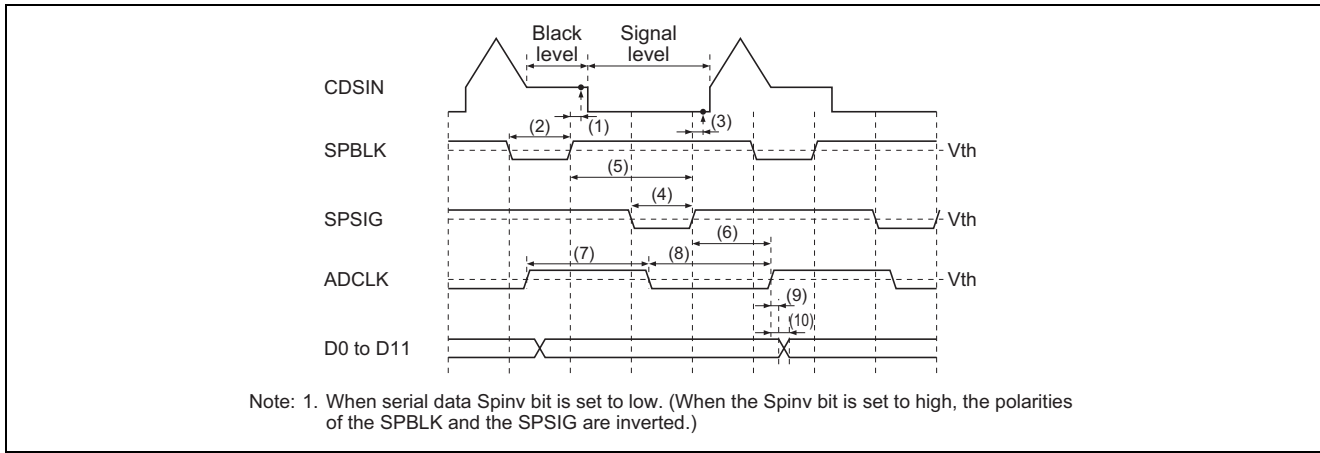 Black level
Signal level
CDSIN
(1)
(3)
(2)
SPBLK
Vth
(5)
(4)
SPSIG
Vth
(6)
(7)
(8)
ADCLK
Vth
(9)
(10)
D0 to D11
Note: 1. When serial data Spinv bit is set to low. (When the Spinv bit is set to high, the polarities
of the SPBLK and the SPSIG are inverted.)